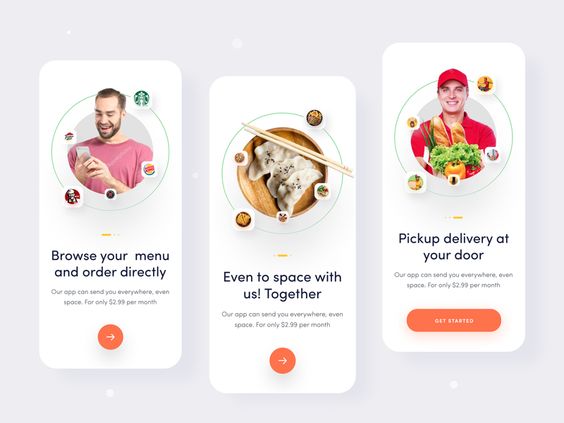 Browse your menu
and order directly
Our app can send you everywhere, even
space. For only $2.99 per month
Even to space with
us! Together
Our app can send you everywhere, even
space. For only $2.99 per month
Pickup delivery at
your door
Our app can send you everywhere, even
space. For only $2.99 per month
GET STARTED